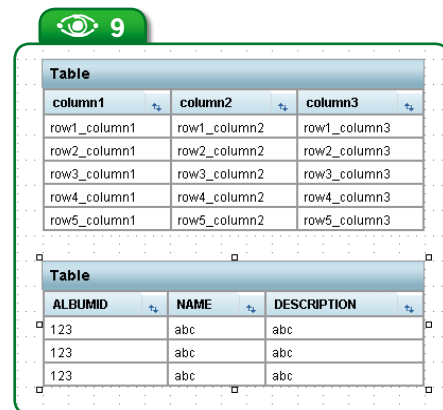 9
Table
column1 column2 column3
row1_column1 row1_column2 row1_column3
row2_column1 row2_column2 row2_column3
row3_column1 row3_column2 row3_column3
row4_column1 row4_column2 row4_column3
row5_column1 row5_column2 row5_column3
Table
ALBUMID NAME DESCRIPTION
123 abc abc
123 abc abc
123 abc abc